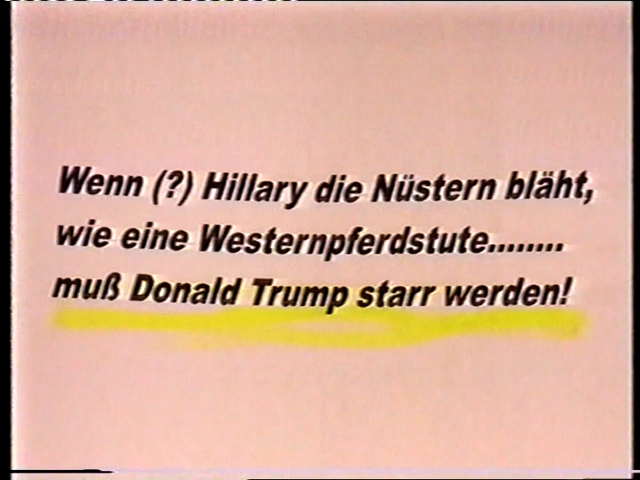 Wenn (?) Hillary die Nüstern bläht,
wie eine Westernpferdstute........
muß Donald Trump starr werden!